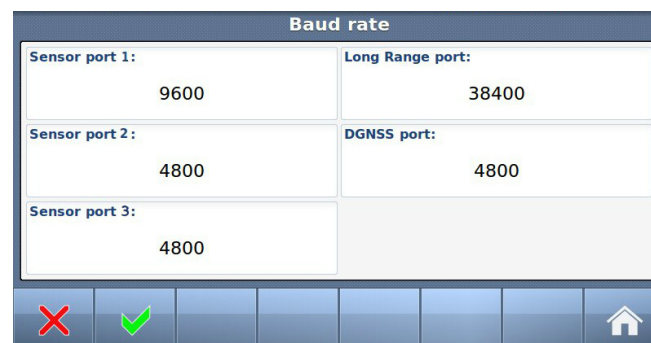 Baud rate
Sensor port 1:
9600
Long Range port:
38400
Sensor port 2:
4800
DGNSS port:
4800
Sensor port 3:
4800